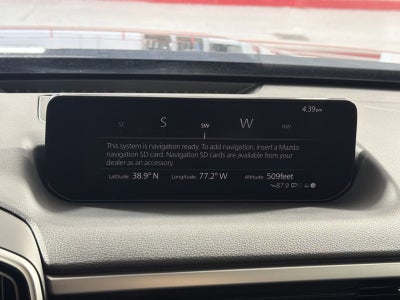 4:39PM
SE S SW W NW
This system is navigation ready. To add navigation, insert a Mazda
navigation SD card. Navigation SD cards are available from your
dealer as an accessory.
Latitude: 38.9° N Longitude: 77.2° W Altitude: 509feet
87.9